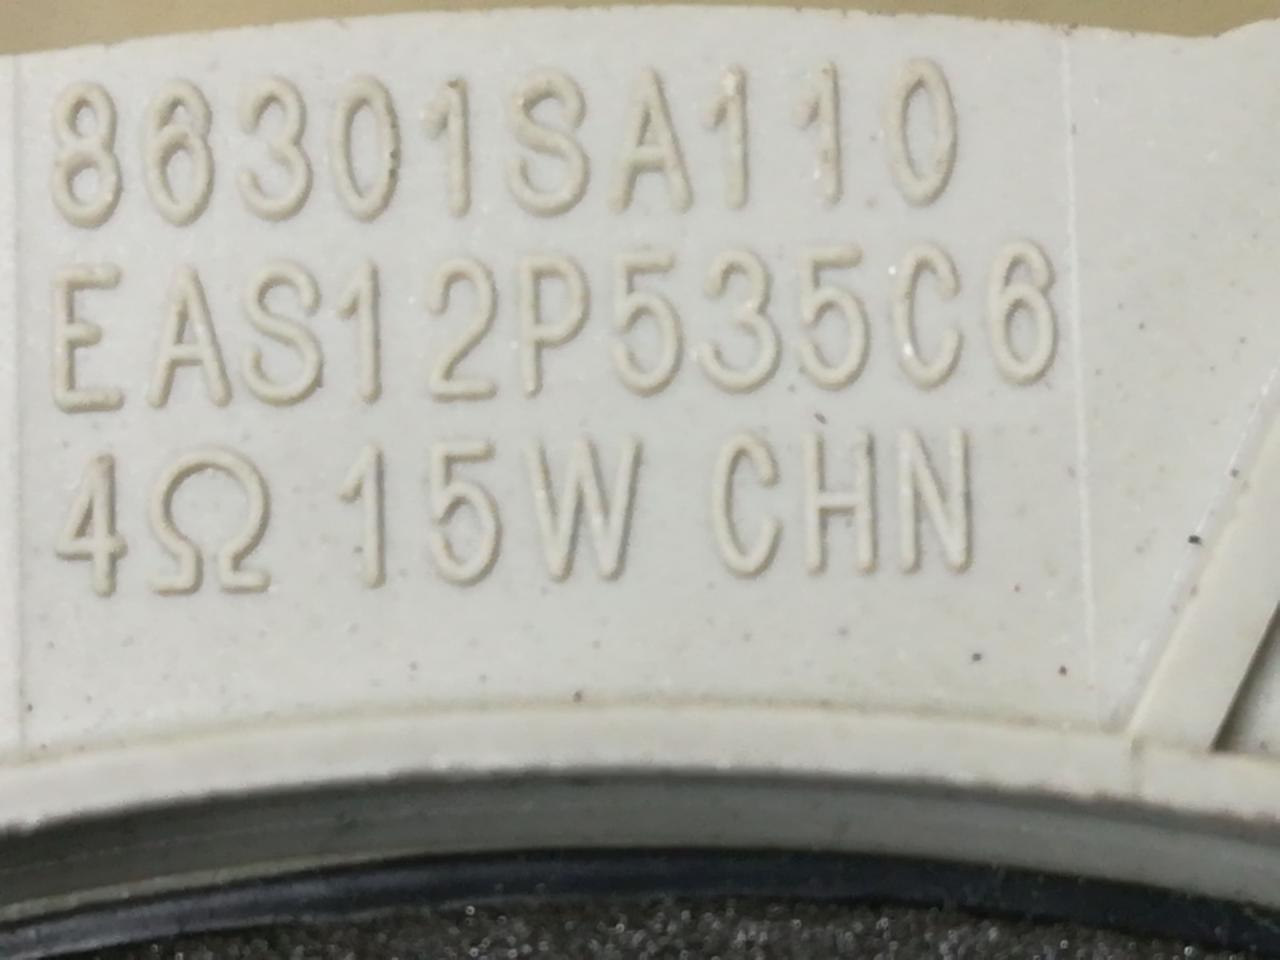 86301SA110
EAS12P535C6
4Ω 15W CHN